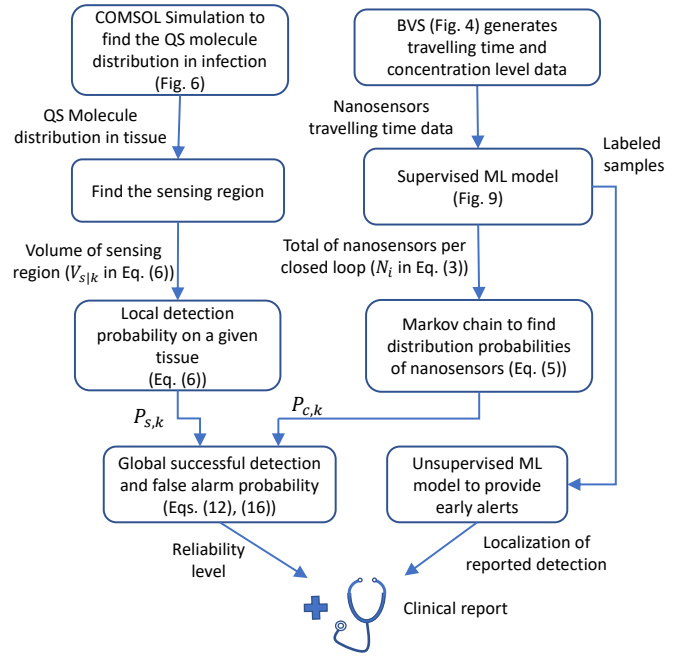 COMSOL Simulation to
find the QS molecule
distribution in infection
(Fig. 6)
BVS (Fig. 4) generates
travelling time and
concentration level data
QS Molecule
distribution in tissue
Nanosensors
travelling time data
Labeled
samples
Find the sensing region
Supervised ML model
(Fig. 9)
Volume of sensing
region (V_{s|k} in Eq. (6))
Total of nanosensors per
closed loop (N_i in Eq. (3))
Local detection
probability on a given
tissue
(Eq. (6))
Markov chain to find
distribution probabilities
of nanosensors (Eq. (5))
P_{s,k}
P_{c,k}
Global successful detection
and false alarm probability
(Eqs. (12), (16))
Unsupervised ML
model to provide
early alerts
Reliability
level
Localization of
reported detection
Clinical report